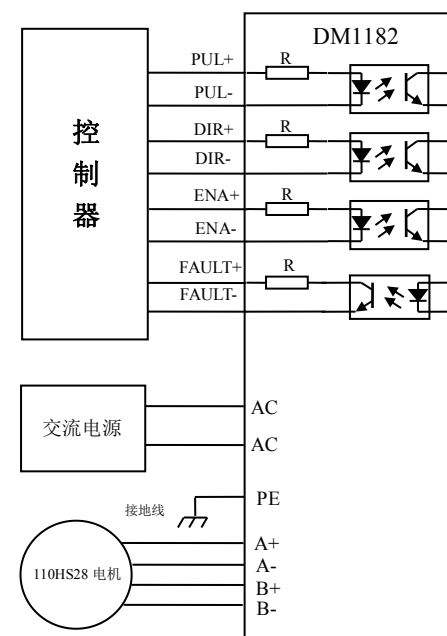 DM1182
PUL+ R
PUL-
DIR+ R
DIR-
ENA+ R
ENA-
FAULT+ R
FAULT-
控制器
交流电源
AC
AC
接地线
PE
110HS28 电机
A+
A-
B+
B-